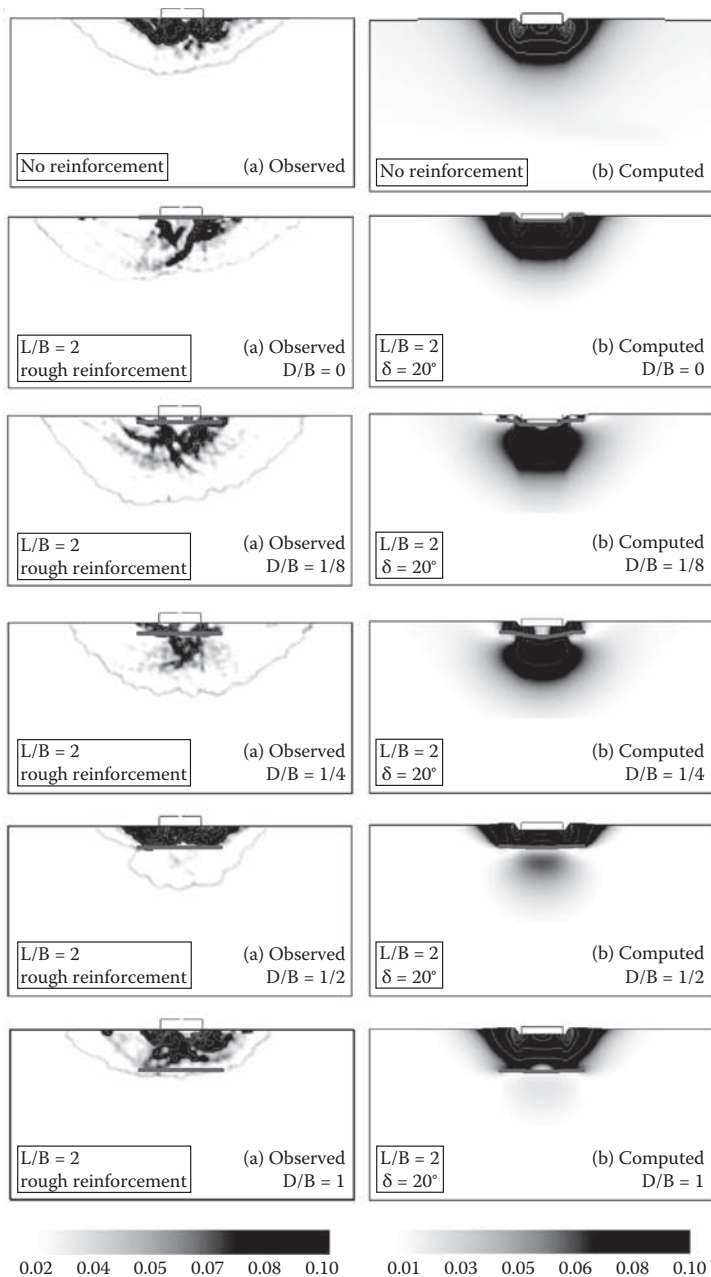 No reinforcement
(a) Observed
No reinforcement
(b) Computed
L/B = 2
rough reinforcement
(a) Observed
D/B = 0
L/B = 2
δ = 20°
(b) Computed
D/B = 0
L/B = 2
rough reinforcement
(a) Observed
D/B = 1/8
L/B = 2
δ = 20°
(b) Computed
D/B = 1/8
L/B = 2
rough reinforcement
(a) Observed
D/B = 1/4
L/B = 2
δ = 20°
(b) Computed
D/B = 1/4
L/B = 2
rough reinforcement
(a) Observed
D/B = 1/2
L/B = 2
δ = 20°
(b) Computed
D/B = 1/2
L/B = 2
rough reinforcement
(a) Observed
D/B = 1
L/B = 2
δ = 20°
(b) Computed
D/B = 1
0.02 0.04 0.05 0.07 0.08 0.10
0.01 0.03 0.05 0.06 0.08 0.10